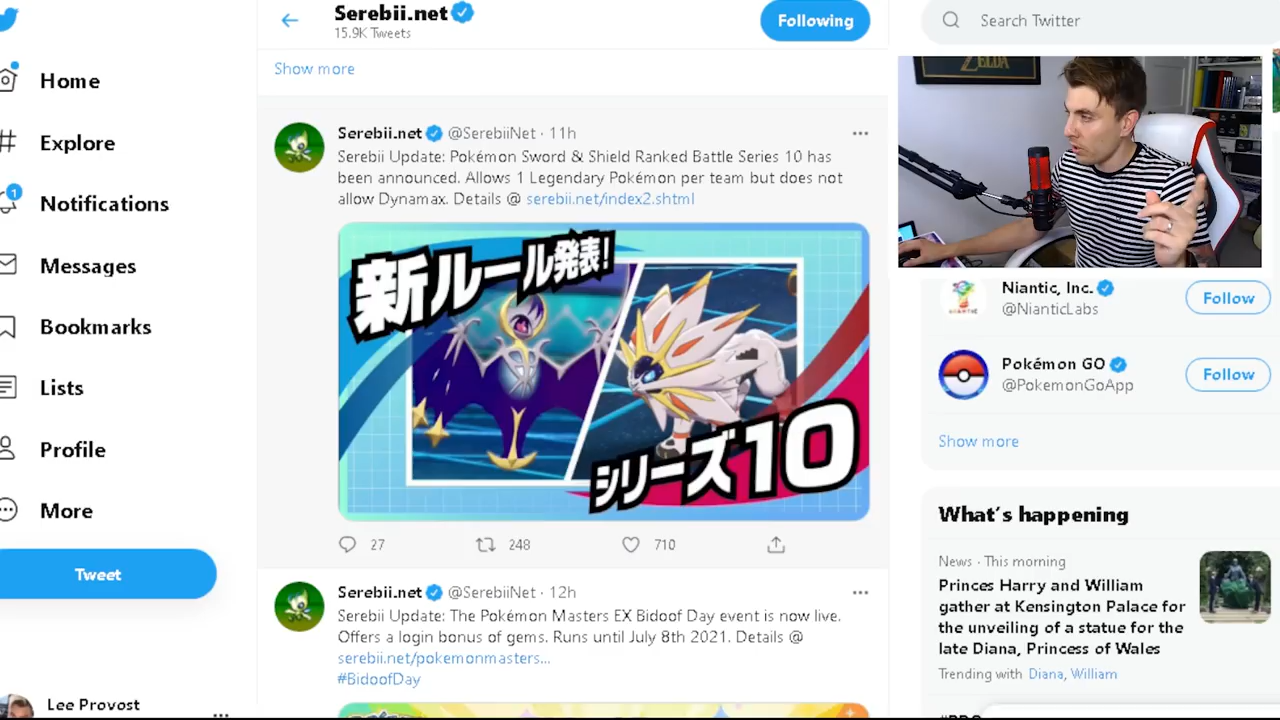 Serebii.net
15.9K Tweets
Following
Search Twitter
Home
Explore
Notifications
1
Messages
Bookmarks
Lists
Profile
More
Tweet
Lee Provost
Show more
Serebii.net @SerebiiNet · 11h
Serebii Update: Pokémon Sword & Shield Ranked Battle Series 10 has
been announced. Allows 1 Legendary Pokémon per team but does not
allow Dynamax. Details @ serebii.net/index2.shtml
新ルール発表!
シリーズ10
27 248 710
Serebii.net @SerebiiNet · 12h
Serebii Update: The Pokémon Masters EX Bidoof Day event is now live.
Offers a login bonus of gems. Runs until July 8th 2021. Details @
serebii.net/pokemonmasters...
#BidoofDay
ZELDA
Niantic, Inc.
@NianticLabs
Follow
Pokémon GO
@PokemonGoApp
Follow
Show more
What's happening
News · This morning
Princes Harry and William
gather at Kensington Palace for
the unveiling of a statue for the
late Diana, Princess of Wales
Trending with Diana, William